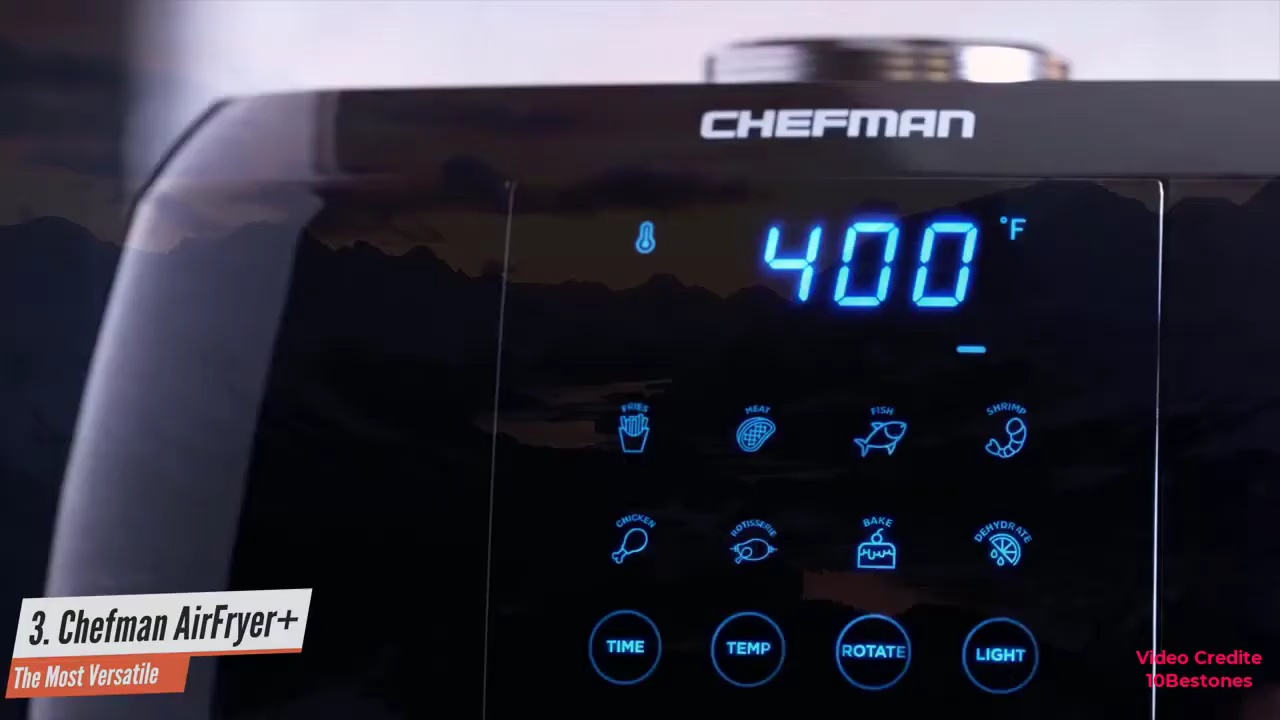 CHEFMAN
400 °F
FRIES MEAT FISH SHRIMP
CHICKEN ROTISSERIE BAKE DEHYDRATE
TIME TEMP ROTATE LIGHT
3. Chefman AirFryer+
The Most Versatile
Video Credite
10Bestones